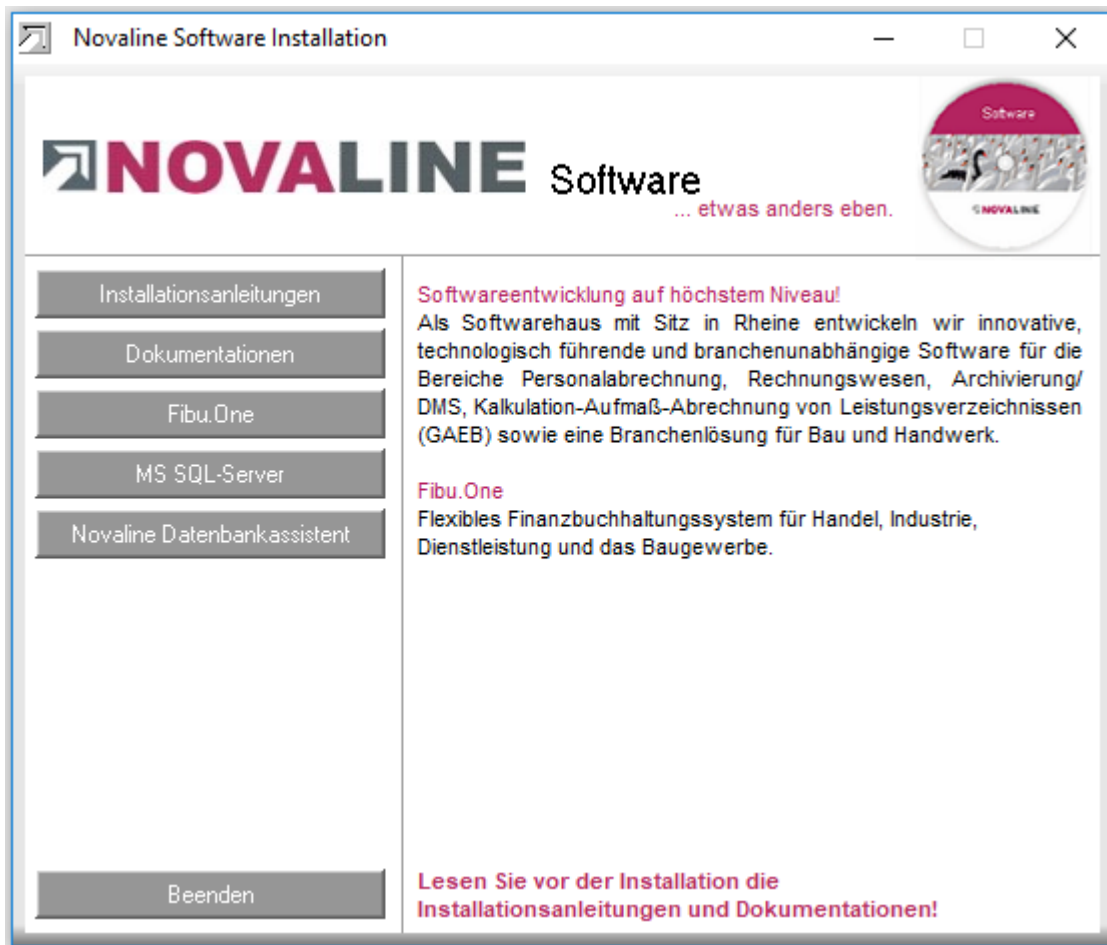 Novaline Software Installation
NOVALINE Software
... etwas anders eben.
Software
NOVALINE
Installationsanleitungen
Dokumentationen
Fibu.One
MS SQL-Server
Novaline Datenbankassistent
Beenden
Softwareentwicklung auf höchstem Niveau!
Als Softwarehaus mit Sitz in Rheine entwickeln wir innovative,
technologisch führende und branchenunabhängige Software für die
Bereiche Personalabrechnung, Rechnungswesen, Archivierung/
DMS, Kalkulation-Aufmaß-Abrechnung von Leistungsverzeichnissen
(GAEB) sowie eine Branchenlösung für Bau und Handwerk.
Fibu.One
Flexibles Finanzbuchhaltungssystem für Handel, Industrie,
Dienstleistung und das Baugewerbe.
Lesen Sie vor der Installation die
Installationsanleitungen und Dokumentationen!